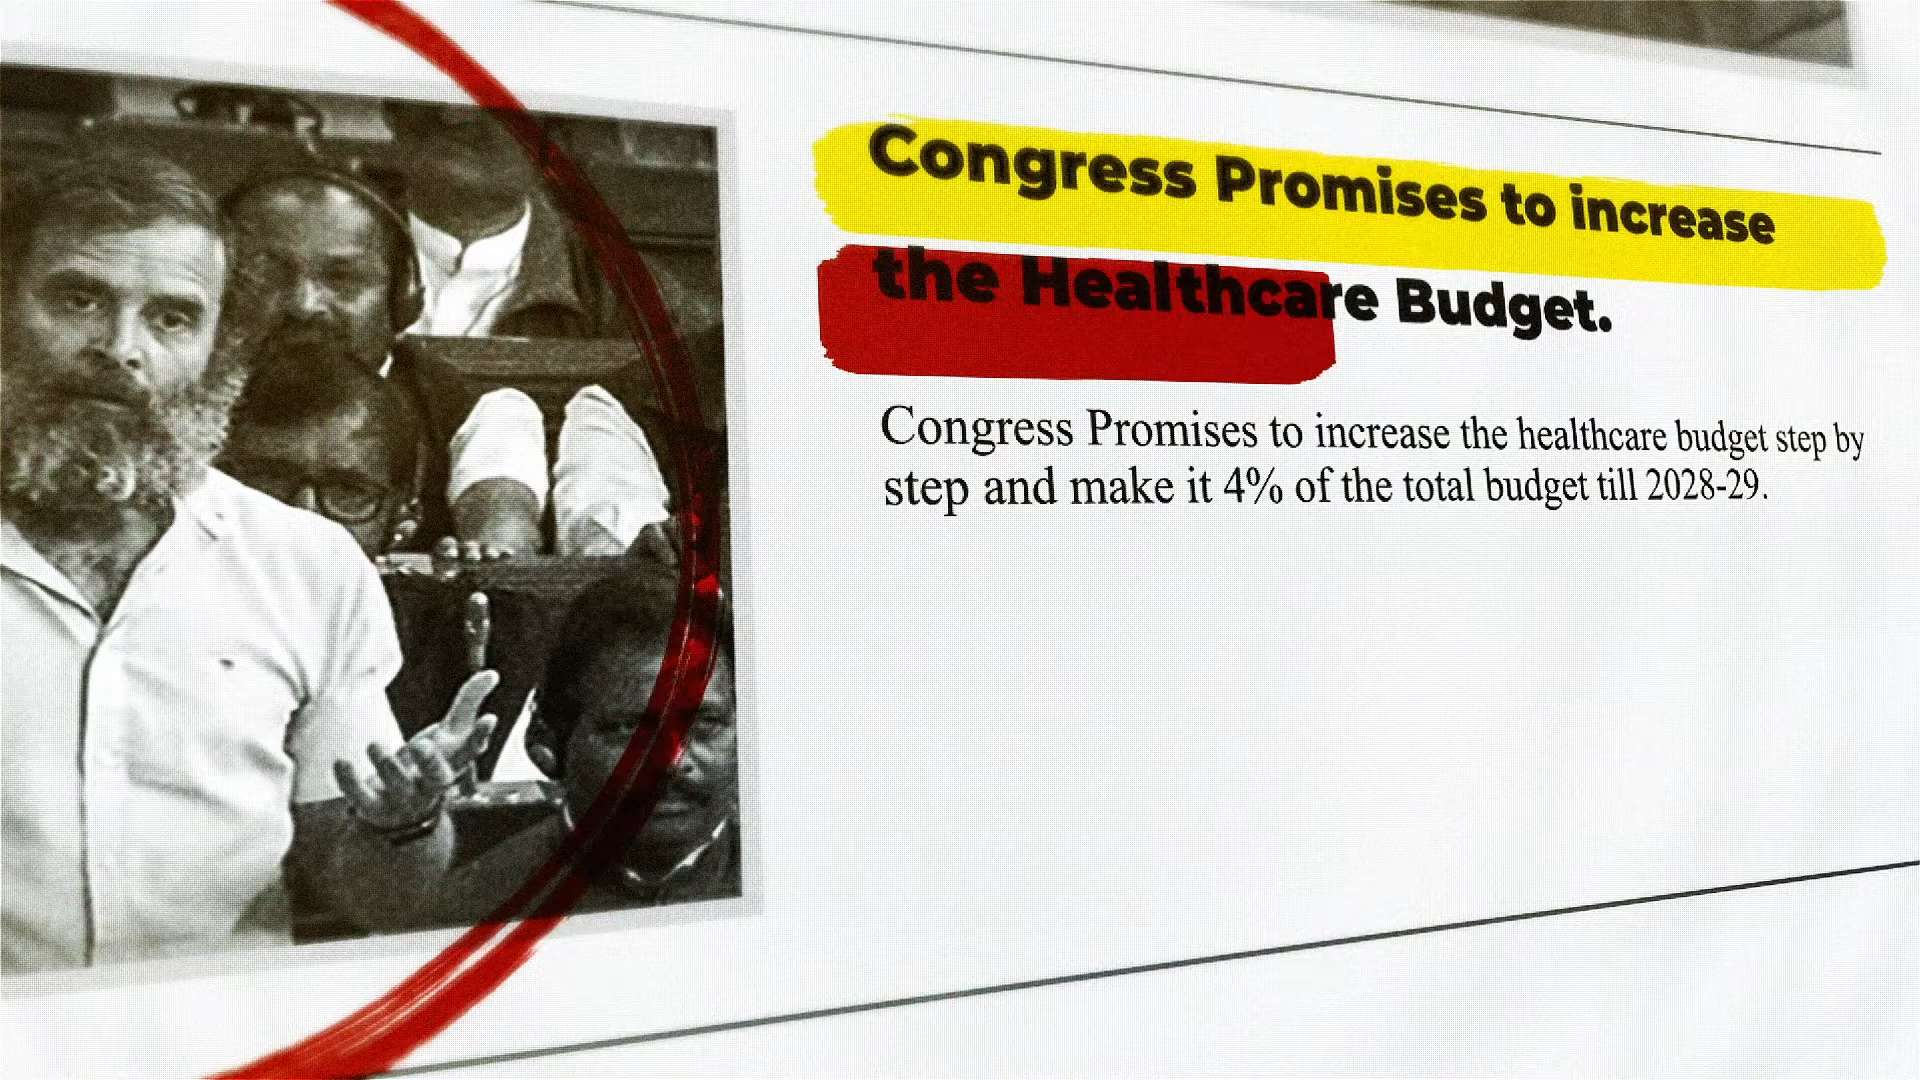 Congress Promises to increase
the Healthcare Budget.
Congress Promises to increase the healthcare budget step by
step and make it 4% of the total budget till 2028-29.